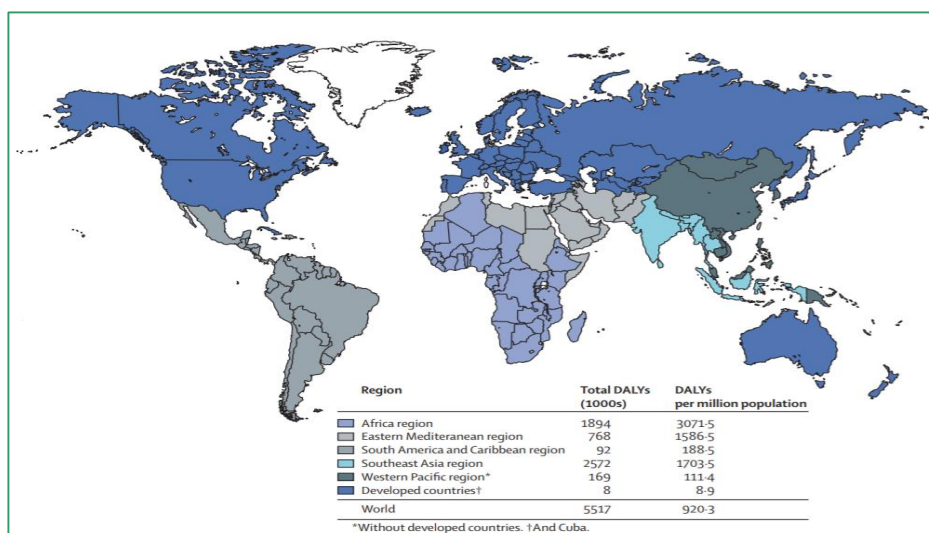 Region Total DALYs (1000s) DALYs per million population
Africa region 1894 3071·5
Eastern Mediteranean region 768 1586·5
South America and Caribbean region 92 188·5
Southeast Asia region 2572 1703·5
Western Pacific region* 169 111·4
Developed countries† 8 8·9
World 5517 920·3
*Without developed countries. †And Cuba.